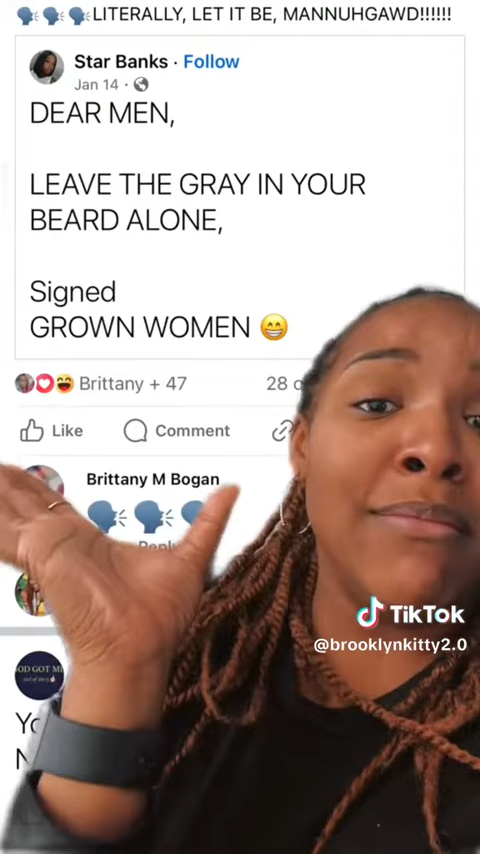 LITERALLY, LET IT BE, MANNUHGAWD!!!!!!
Star Banks · Follow
Jan 14 ·
DEAR MEN,
LEAVE THE GRAY IN YOUR
BEARD ALONE,
Signed
GROWN WOMEN 😁
Brittany + 47
28
Like
Comment
Brittany M Bogan
🗣️ 🗣️
TikTok
@brooklynkitty2.0